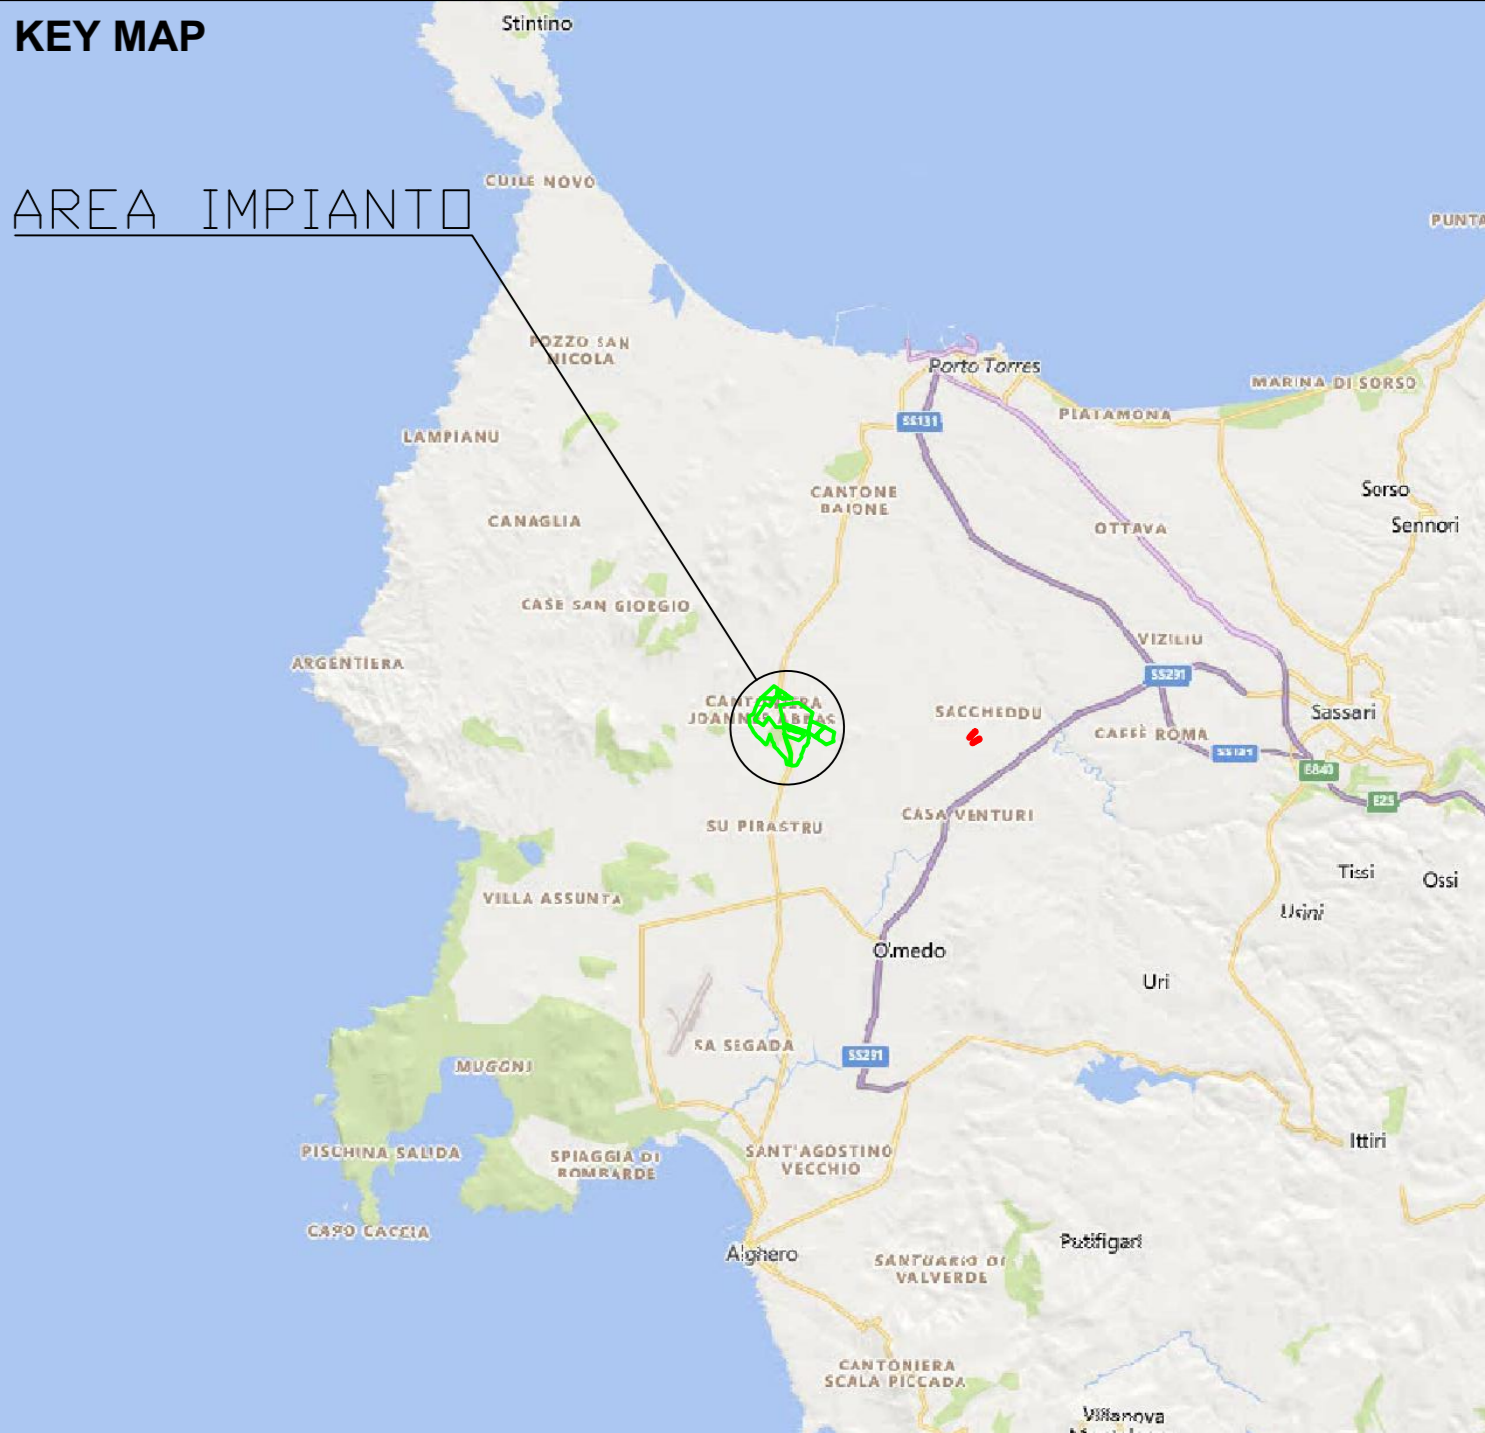 KEY MAP
Stintino
CUILE NOVO
AREA IMPIANTO
PUNTA
POZZO SAN
NICOLA
Porto Torres
MARINA DI SORSO
PLATAMONA
SS131
LAMPIANU
CANTONE
BAIONE
Sorso
Sennori
CANAGLIA
OTTAVA
CASE SAN GIORGIO
VIZILIU
ARGENTIERA
SS291
SACCHEDDU
Sassari
JOANNES ABBAS
CAFFÈ ROMA
SS131
E840
E25
CASA VENTURI
SU PIRASTRU
Tissi
Ossi
Usini
VILLA ASSUNTA
Olmedo
Uri
SA SEGADA
SS291
MUGONI
Ittiri
PISCHINA SALIDA
SPIAGGIA DI
BOMBARDE
SANT'AGOSTINO
VECCHIO
CAPO CACCIA
Alghero
Putifigari
SANTUARIO DI
VALVERDE
CANTONIERA
SCALA PICCADA
Villanova